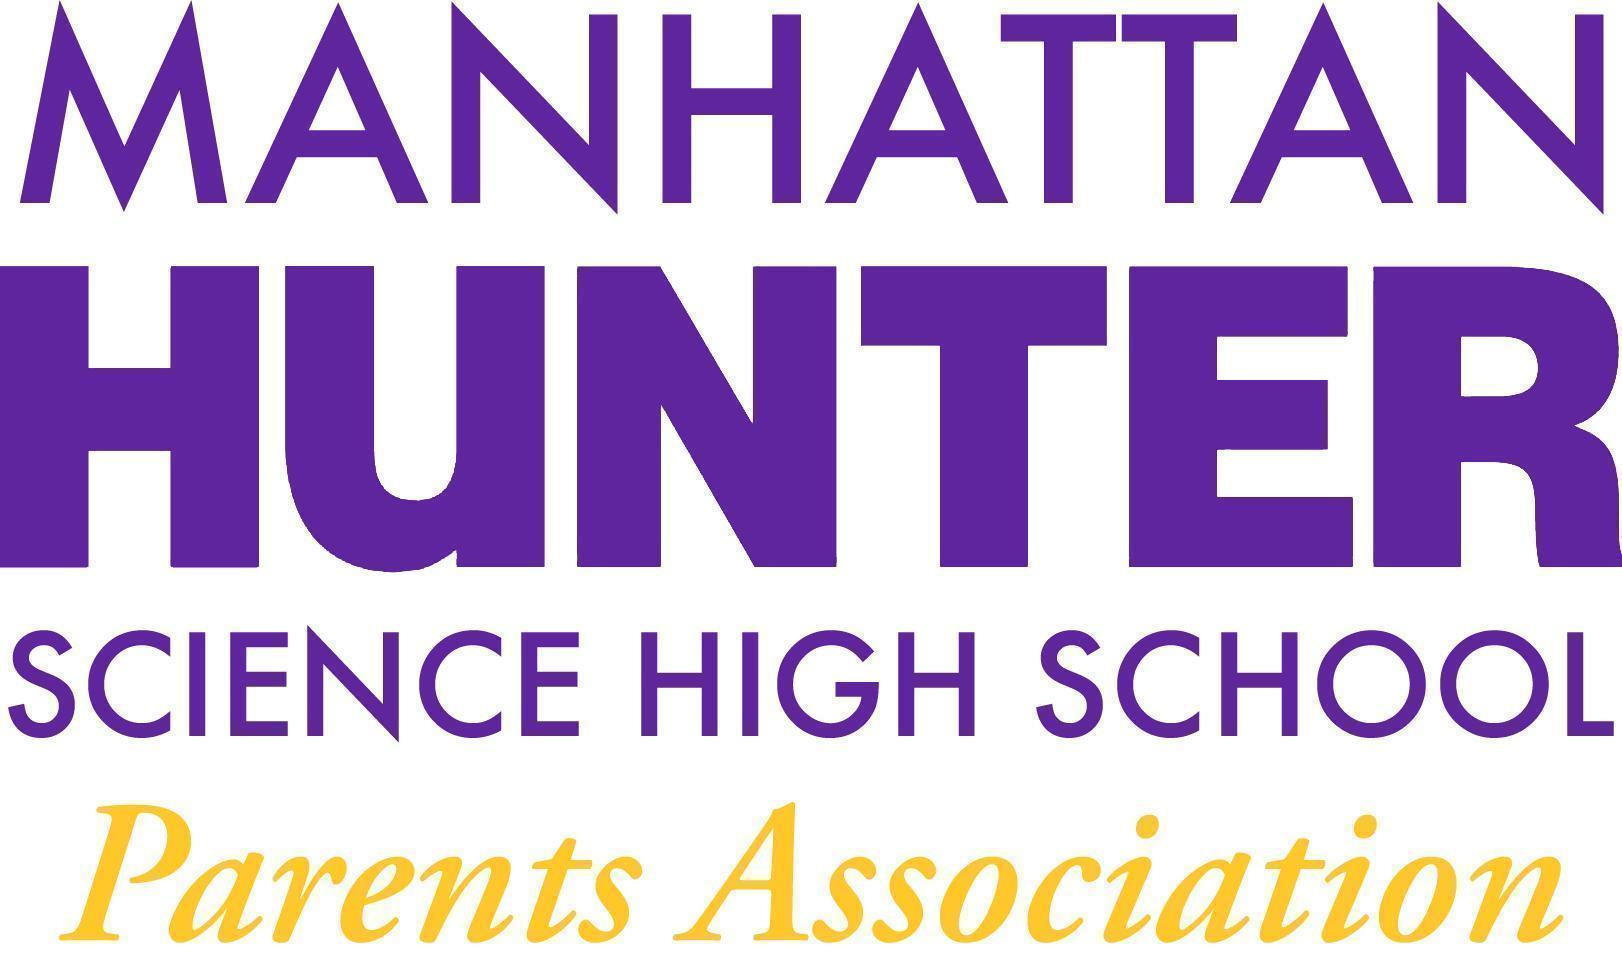 MANHATTAN
HUNTER
SCIENCE HIGH SCHOOL
Parents Association